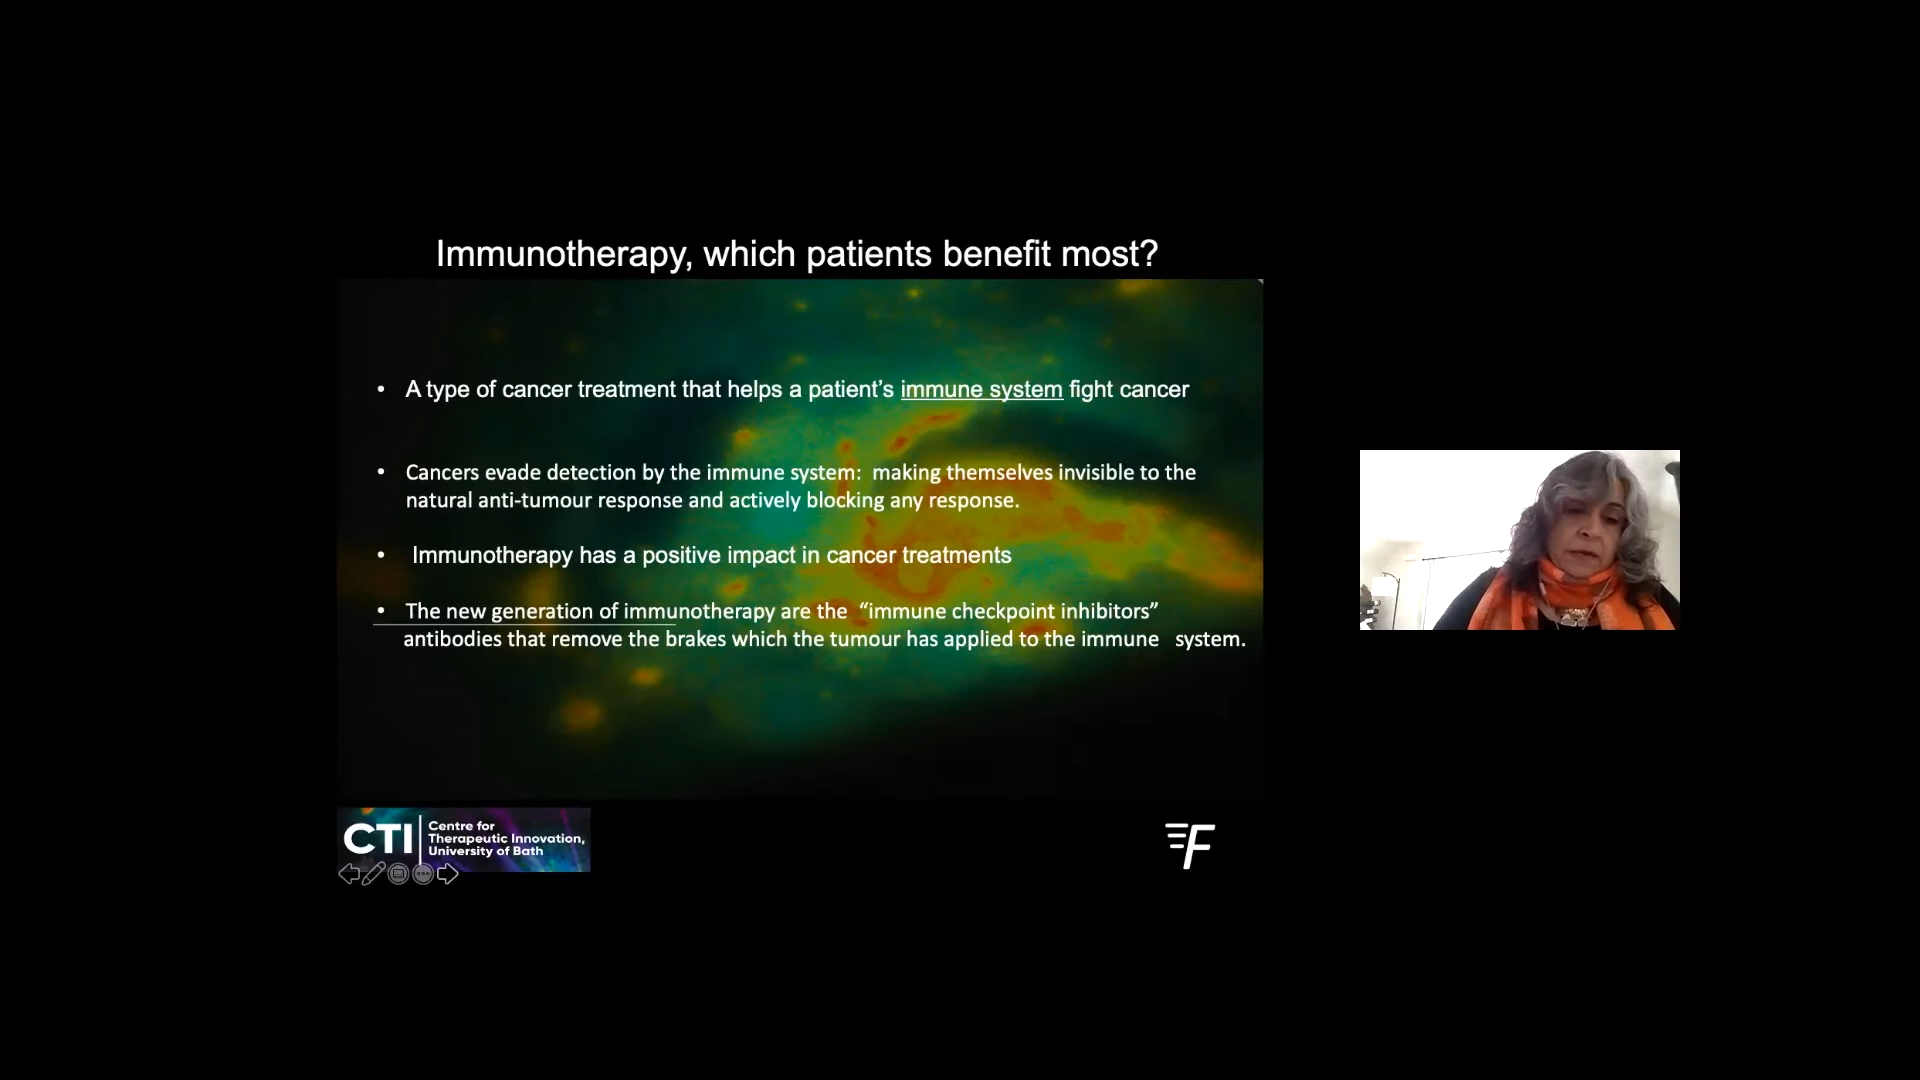 Immunotherapy, which patients benefit most?
• A type of cancer treatment that helps a patient’s immune system fight cancer
• Cancers evade detection by the immune system: making themselves invisible to the
natural anti-tumour response and actively blocking any response.
• Immunotherapy has a positive impact in cancer treatments
• The new generation of immunotherapy are the “immune checkpoint inhibitors”
antibodies that remove the brakes which the tumour has applied to the immune system.
CTI
Centre for
Therapeutic Innovation,
University of Bath
F